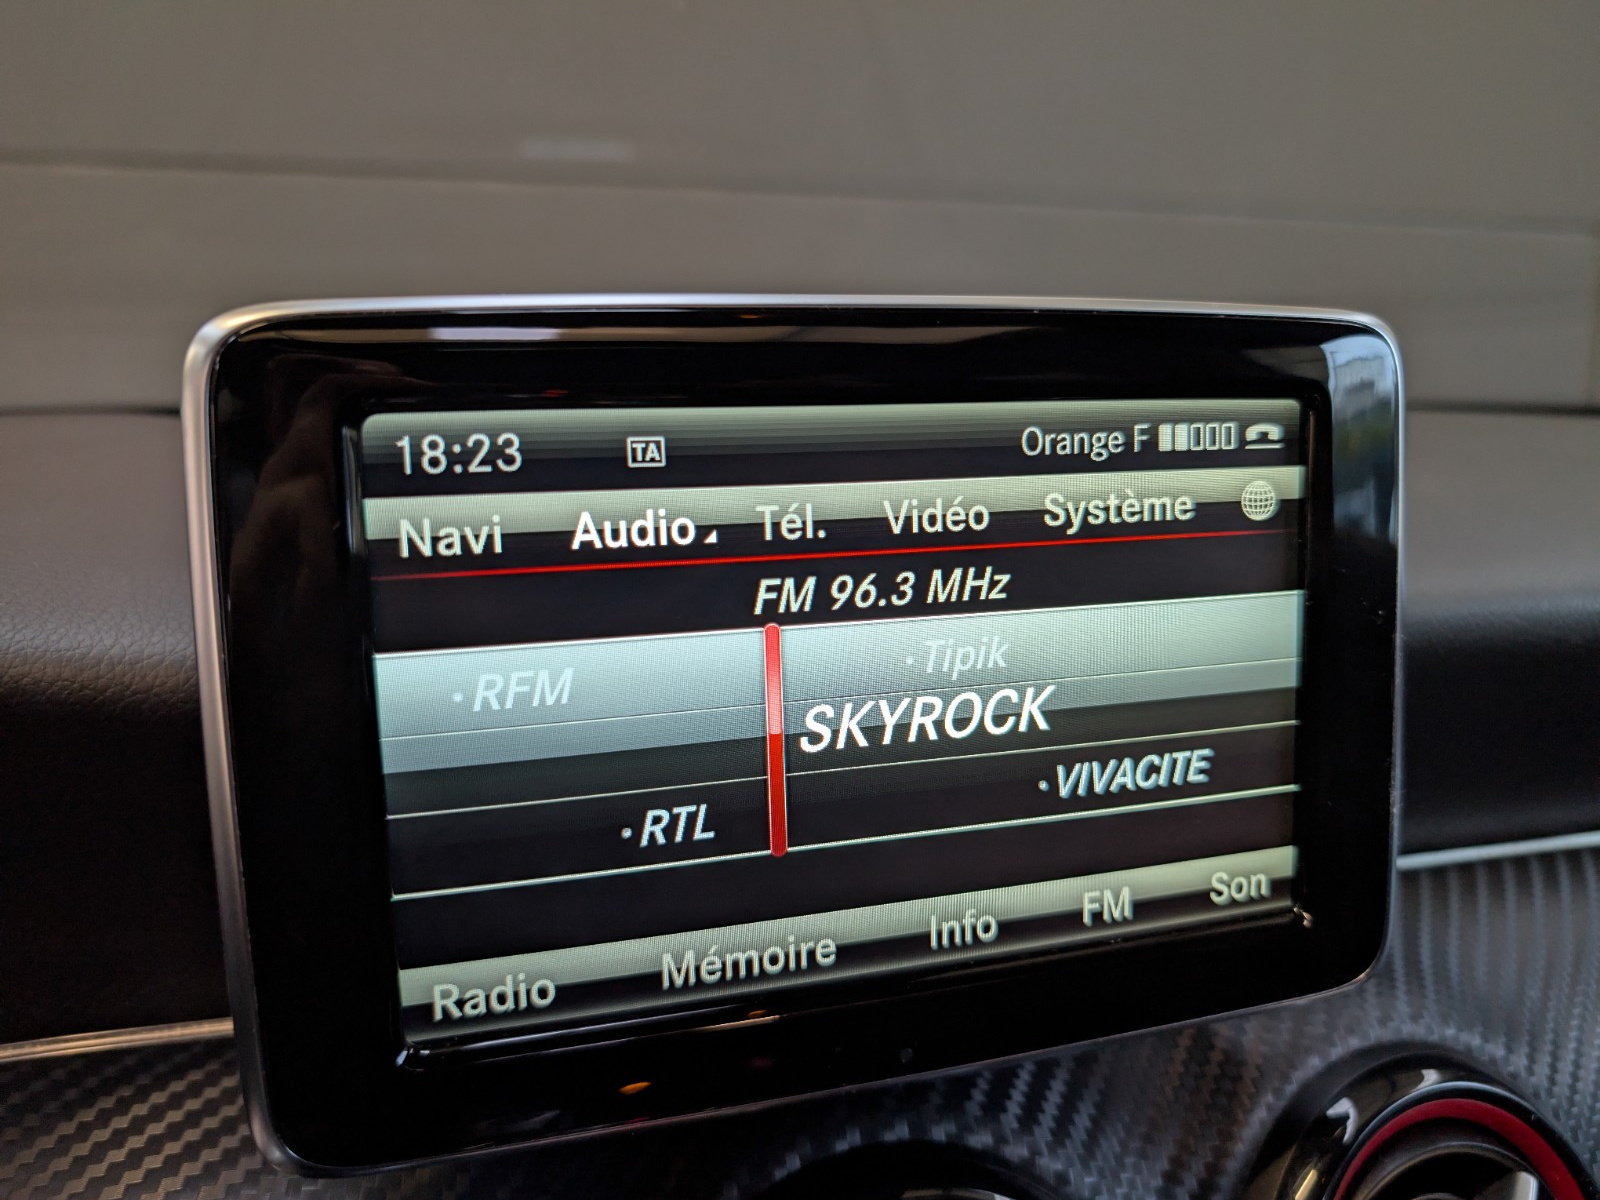 18:23 TA Orange F
Navi Audio Tél. Vidéo Système
FM 96.3 MHz
· RFM · Tipik
SKYROCK
· RTL · VIVACITE
Radio Mémoire Info FM Son